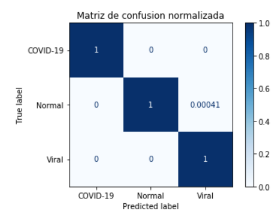 Matriz de confusion normalizada
1.0
COVID-19 1 0 0
0.8
0.6
Normal 0 1 0.00041
0.4
Viral 0 0 1
0.2
0.0
COVID-19 Normal Viral
Predicted label
True label